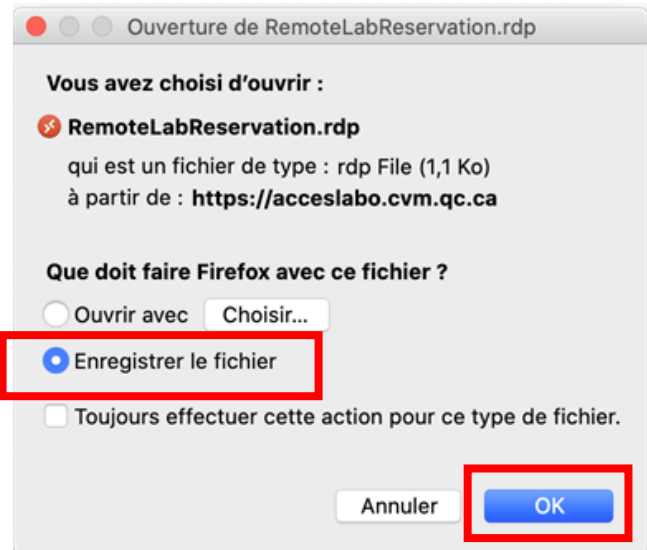 Ouverture de RemoteLabReservation.rdp
Vous avez choisi d’ouvrir :
RemoteLabReservation.rdp
qui est un fichier de type : rdp File (1,1 Ko)
à partir de : https://acceslabo.cvm.qc.ca
Que doit faire Firefox avec ce fichier ?
Ouvrir avec Choisir...
Enregistrer le fichier
Toujours effectuer cette action pour ce type de fichier.
Annuler OK